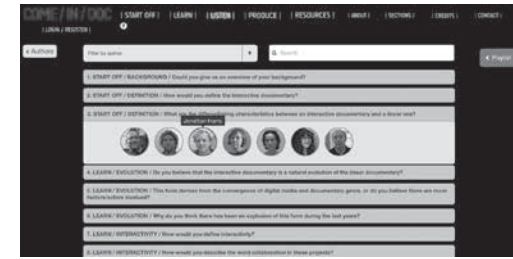 COME/IN/DOC | START OFF | | LEARN | | LISTEN | | PRODUCE | | RESOURCES | | ABOUT | | SECTIONS | | CREDITS | | CONTACT |
| LOGIN / REGISTER | ?
< Authors Filter by author Search
< Playlist
1. START OFF / BACKGROUND / Could you give us an overview of your background?
2. START OFF / DEFINITION / How would you define the interactive documentary?
3. START OFF / DEFINITION / What are the differentiating characteristics between an interactive documentary and a linear one?
Jonathan Harris
4. LEARN / EVOLUTION / Do you believe that the interactive documentary is a natural evolution of the linear documentary?
5. LEARN / EVOLUTION / This form derives from the convergence of digital media and documentary genre, or do you believe there are more factors/actors involved?
6. LEARN / EVOLUTION / Why do you think there has been an explosion of this form during the last years?
7. LEARN / INTERACTIVITY / How would you define interactivity?
8. LEARN / INTERACTIVITY / How would you describe the word collaboration in these projects?